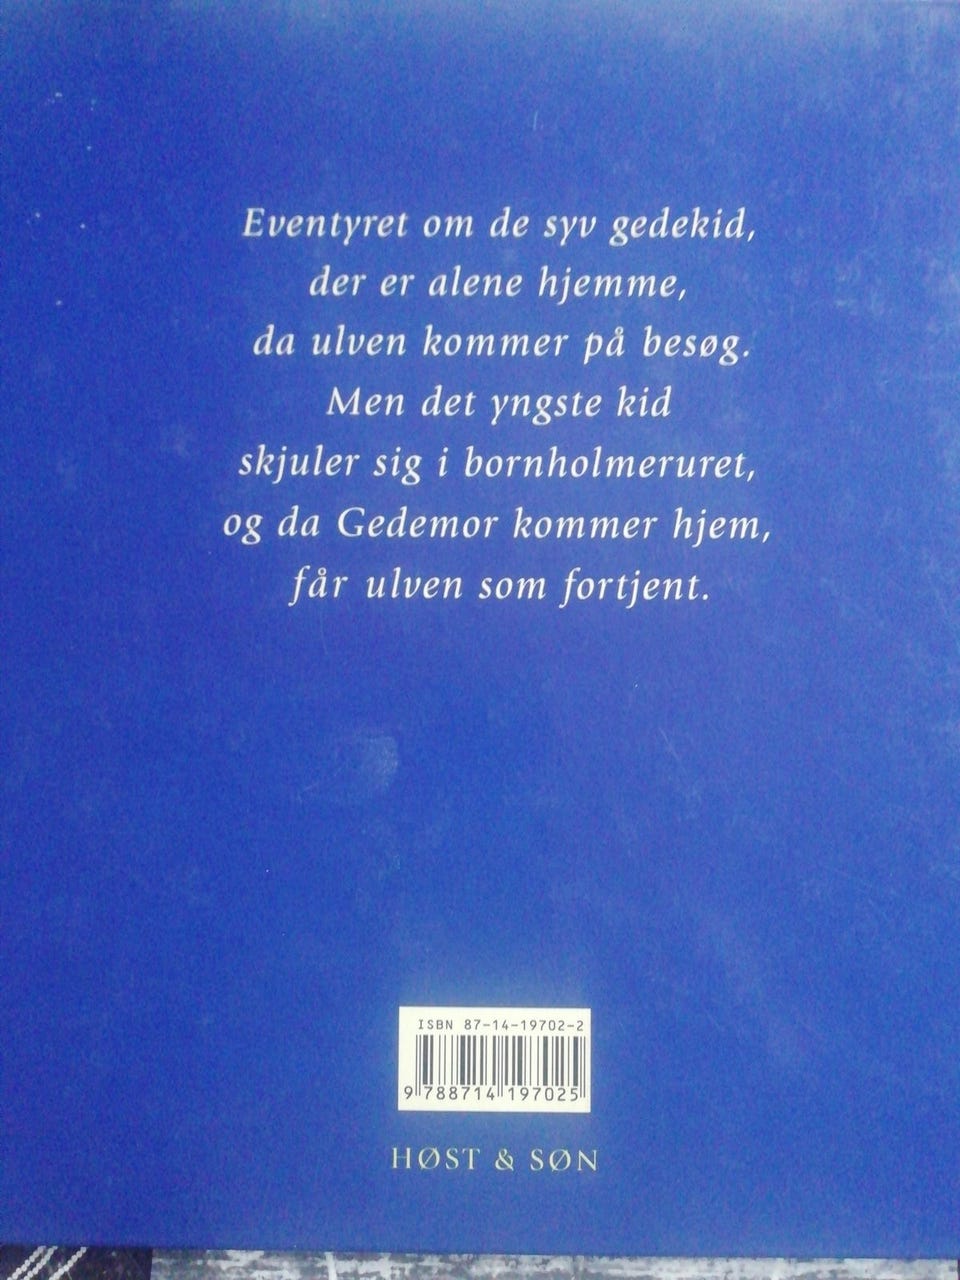 Eventyret om de syv gedekid,
der er alene hjemme,
da ulven kommer på besøg.
Men det yngste kid
skjuler sig i bornholmeruret,
og da Gedemor kommer hjem,
får ulven som fortjent.
ISBN 87-14-19702-2
9 788714 197025
HØST & SØN